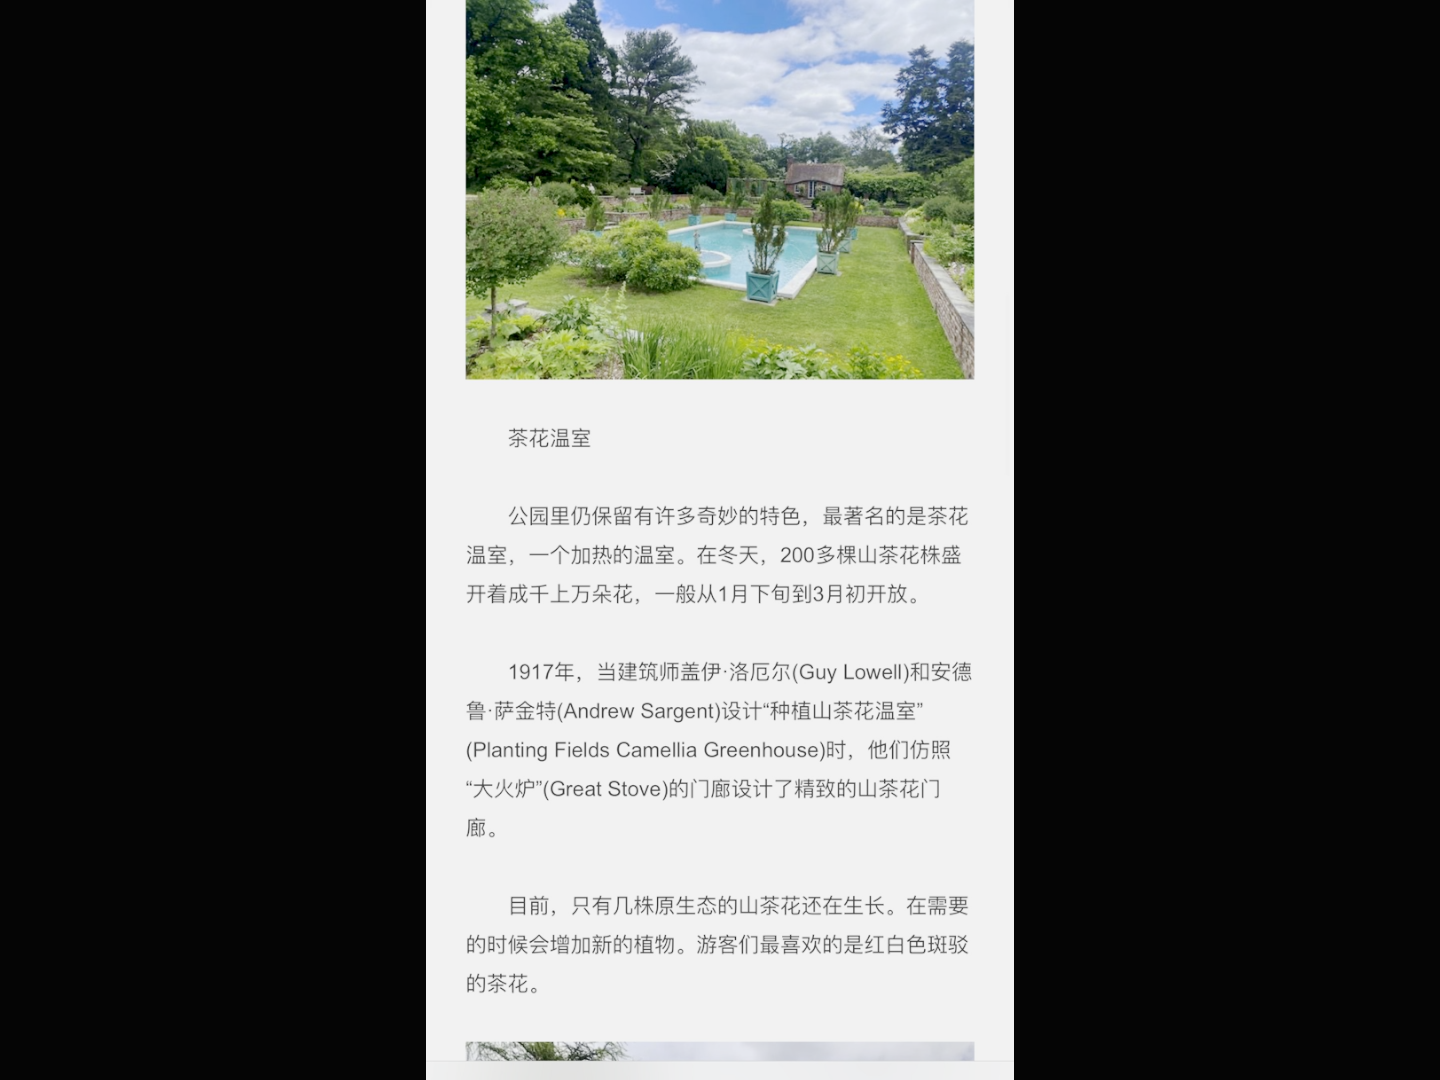 茶花温室
公园里仍保留有许多奇妙的特色，最著名的是茶花
温室，一个加热的温室。在冬天，200多棵山茶花株盛
开着成千上万朵花，一般从1月下旬到3月初开放。
1917年，当建筑师盖伊·洛厄尔(Guy Lowell)和安德
鲁·萨金特(Andrew Sargent)设计“种植山茶花温室”
(Planting Fields Camellia Greenhouse)时，他们仿照
“大火炉”(Great Stove)的门廊设计了精致的山茶花门
廊。
目前，只有几株原生态的山茶花还在生长。在需要
的时候会增加新的植物。游客们最喜欢的是红白色斑驳
的茶花。